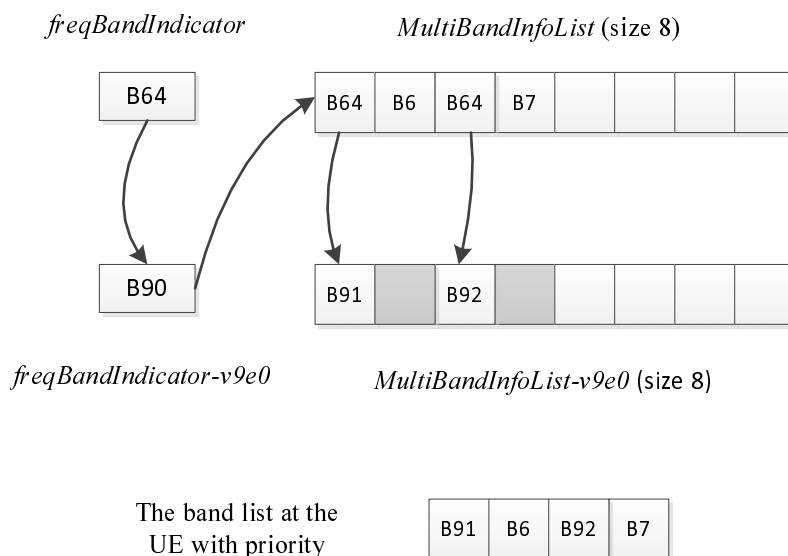 freqBandIndicator
MultiBandInfoList (size 8)
B64
B64 B6 B64 B7
B90
B91 B92
freqBandIndicator-v9e0
MultiBandInfoList-v9e0 (size 8)
The band list at the
UE with priority
B91 B6 B92 B7